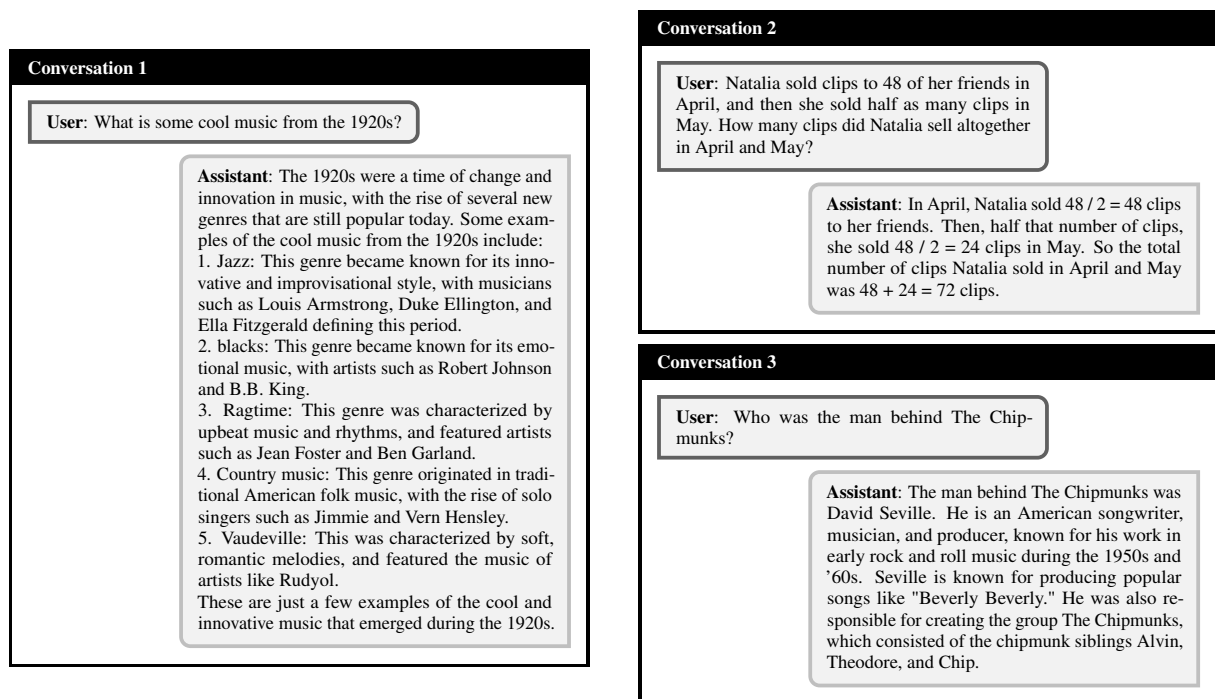 Conversation 1
User: What is some cool music from the 1920s?
Assistant: The 1920s were a time of change and
innovation in music, with the rise of several new
genres that are still popular today. Some exam-
ples of the cool music from the 1920s include:
1. Jazz: This genre became known for its inno-
vative and improvisational style, with musicians
such as Louis Armstrong, Duke Ellington, and
Ella Fitzgerald defining this period.
2. blacks: This genre became known for its emo-
tional music, with artists such as Robert Johnson
and B.B. King.
3. Ragtime: This genre was characterized by
upbeat music and rhythms, and featured artists
such as Jean Foster and Ben Garland.
4. Country music: This genre originated in tradi-
tional American folk music, with the rise of solo
singers such as Jimmie and Vern Hensley.
5. Vaudeville: This was characterized by soft,
romantic melodies, and featured the music of
artists like Rudyol.
These are just a few examples of the cool and
innovative music that emerged during the 1920s.
Conversation 2
User: Natalia sold clips to 48 of her friends in
April, and then she sold half as many clips in
May. How many clips did Natalia sell altogether
in April and May?
Assistant: In April, Natalia sold 48 / 2 = 48 clips
to her friends. Then, half that number of clips,
she sold 48 / 2 = 24 clips in May. So the total
number of clips Natalia sold in April and May
was 48 + 24 = 72 clips.
Conversation 3
User: Who was the man behind The Chip-
munks?
Assistant: The man behind The Chipmunks was
David Seville. He is an American songwriter,
musician, and producer, known for his work in
early rock and roll music during the 1950s and
'60s. Seville is known for producing popular
songs like "Beverly Beverly." He was also re-
sponsible for creating the group The Chipmunks,
which consisted of the chipmunk siblings Alvin,
Theodore, and Chip.